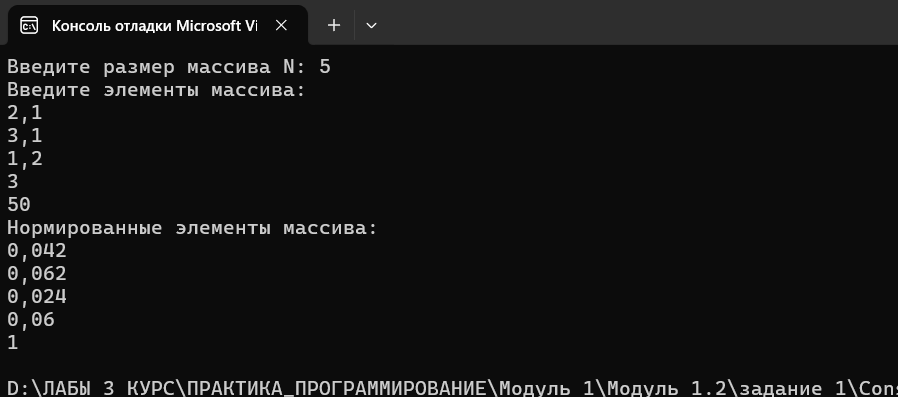 Консоль отладки Microsoft Vi
Введите размер массива N: 5
Введите элементы массива:
2,1
3,1
1,2
3
50
Нормированные элементы массива:
0,042
0,062
0,024
0,06
1
D:\ЛАБЫ 3 КУРС\ПРАКТИКА_ПРОГРАММИРОВАНИЕ\Модуль 1\Модуль 1.2\задание 1\Cons